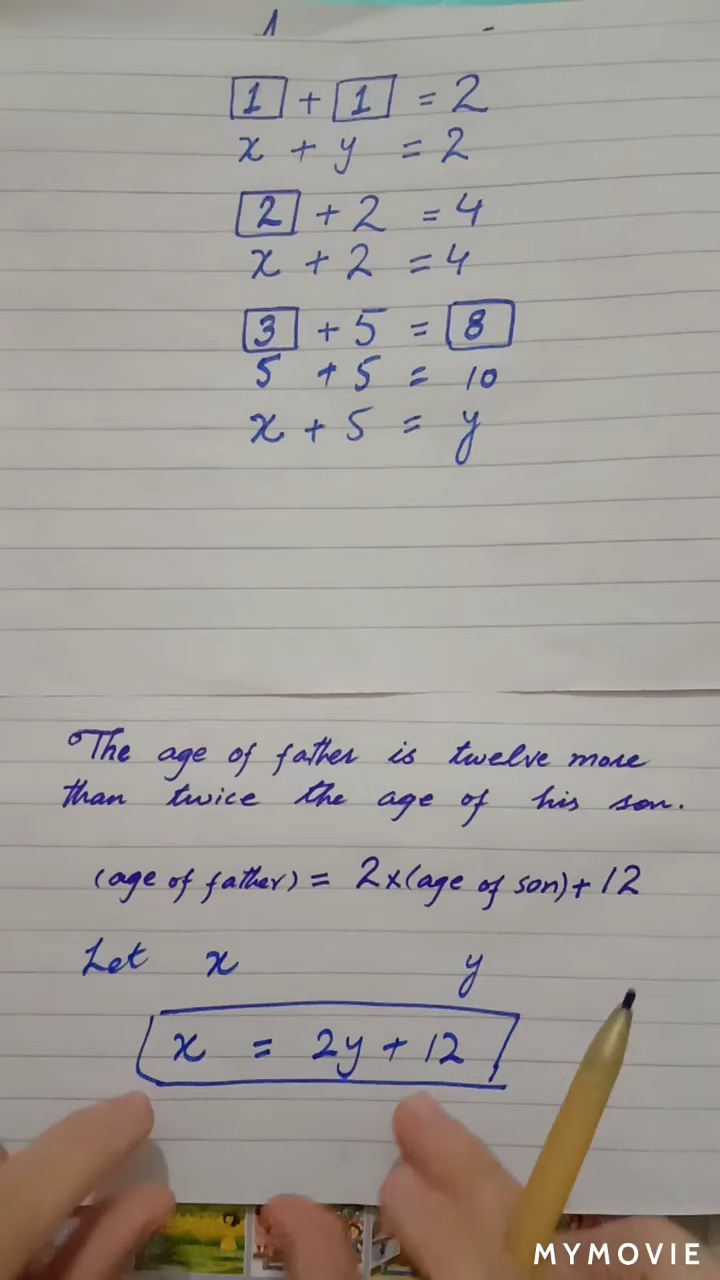 1 + 1 = 2
x + y = 2
2 + 2 = 4
x + 2 = 4
3 + 5 = 8
5 + 5 = 10
x + 5 = y
The age of father is twelve more
than twice the age of his son.
(age of father) = 2x(age of son)+ 12
Let x y
x = 2y + 12
MYMOVIE